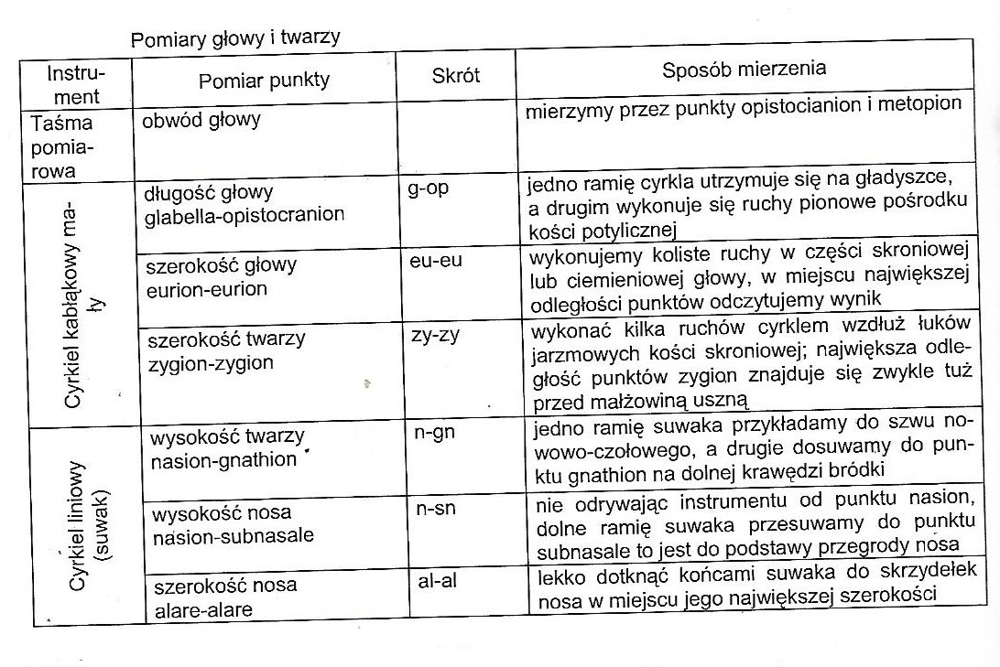 Pomiary głowy i twarzy
Instru-
ment
Pomiar punkty
Skrót
Sposób mierzenia
Taśma
pomia-
rowa
obwód głowy
mierzymy przez punkty opistocianion i metopion
Cyrkiel kabłąkowy ma-
ły
długość głowy
glabella-opistocranion
g-op
jedno ramię cyrkla utrzymuje się na gładyszce,
a drugim wykonuje się ruchy pionowe pośrodku
kości potylicznej
szerokość głowy
eurion-eurion
eu-eu
wykonujemy koliste ruchy w części skroniowej
lub ciemieniowej głowy, w miejscu największej
odległości punktów odczytujemy wynik
szerokość twarzy
zygion-zygion
zy-zy
wykonać kilka ruchów cyrklem wzdłuż łuków
jarzmowych kości skroniowej; największa odle-
głość punktów zygion znajduje się zwykle tuż
przed małżowiną uszną
Cyrkiel liniowy
(suwak)
wysokość twarzy
nasion-gnathion
n-gn
jedno ramię suwaka przykładamy do szwu no-
wowo-czołowego, a drugie dosuwamy do pun-
ktu gnathion na dolnej krawędzi bródki
wysokość nosa
nasion-subnasale
n-sn
nie odrywając instrumentu od punktu nasion,
dolne ramię suwaka przesuwamy do punktu
subnasale to jest do podstawy przegrody nosa
szerokość nosa
alare-alare
al-al
lekko dotknąć końcami suwaka do skrzydełek
nosa w miejscu jego największej szerokości